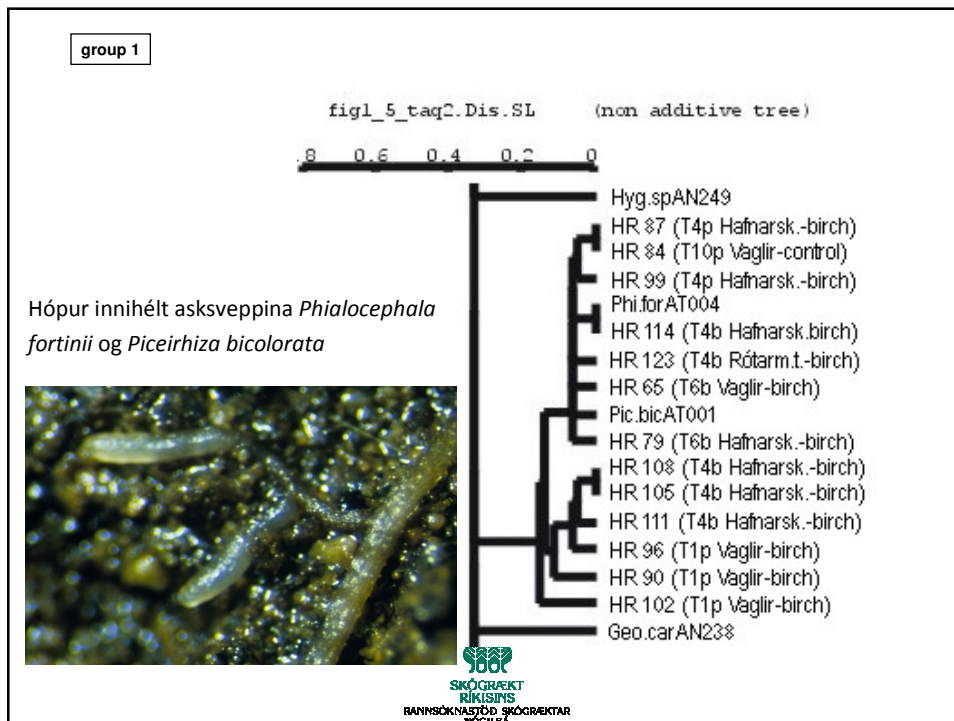 group 1
fig1_5_taq2.Dis.SL (non additive tree)
.8 0.6 0.4 0.2 0
Hyg.spAN249
HR 87 (T4p Hafnarsk.-birch)
HR 84 (T10p Vaglir-control)
HR 99 (T4p Hafnarsk.-birch)
Phi.forAT004
HR 114 (T4b Hafnarsk.birch)
HR 123 (T4b Rótarm.t.-birch)
HR 65 (T6b Vaglir-birch)
Pic.bicAT001
HR 79 (T6b Hafnarsk.-birch)
HR 108 (T4b Hafnarsk.-birch)
HR 105 (T4b Hafnarsk.-birch)
HR 111 (T4b Hafnarsk.-birch)
HR 96 (T1p Vaglir-birch)
HR 90 (T1p Vaglir-birch)
HR 102 (T1p Vaglir-birch)
Geo.carAN238
Hópur innihélt asksveppina Phialocephala
fortinii og Piceirhiza bicolorata
SKÓGRÆKT
RÍKISINS
RANNSÓKNASTÖÐ SKÓGRÆKTAR